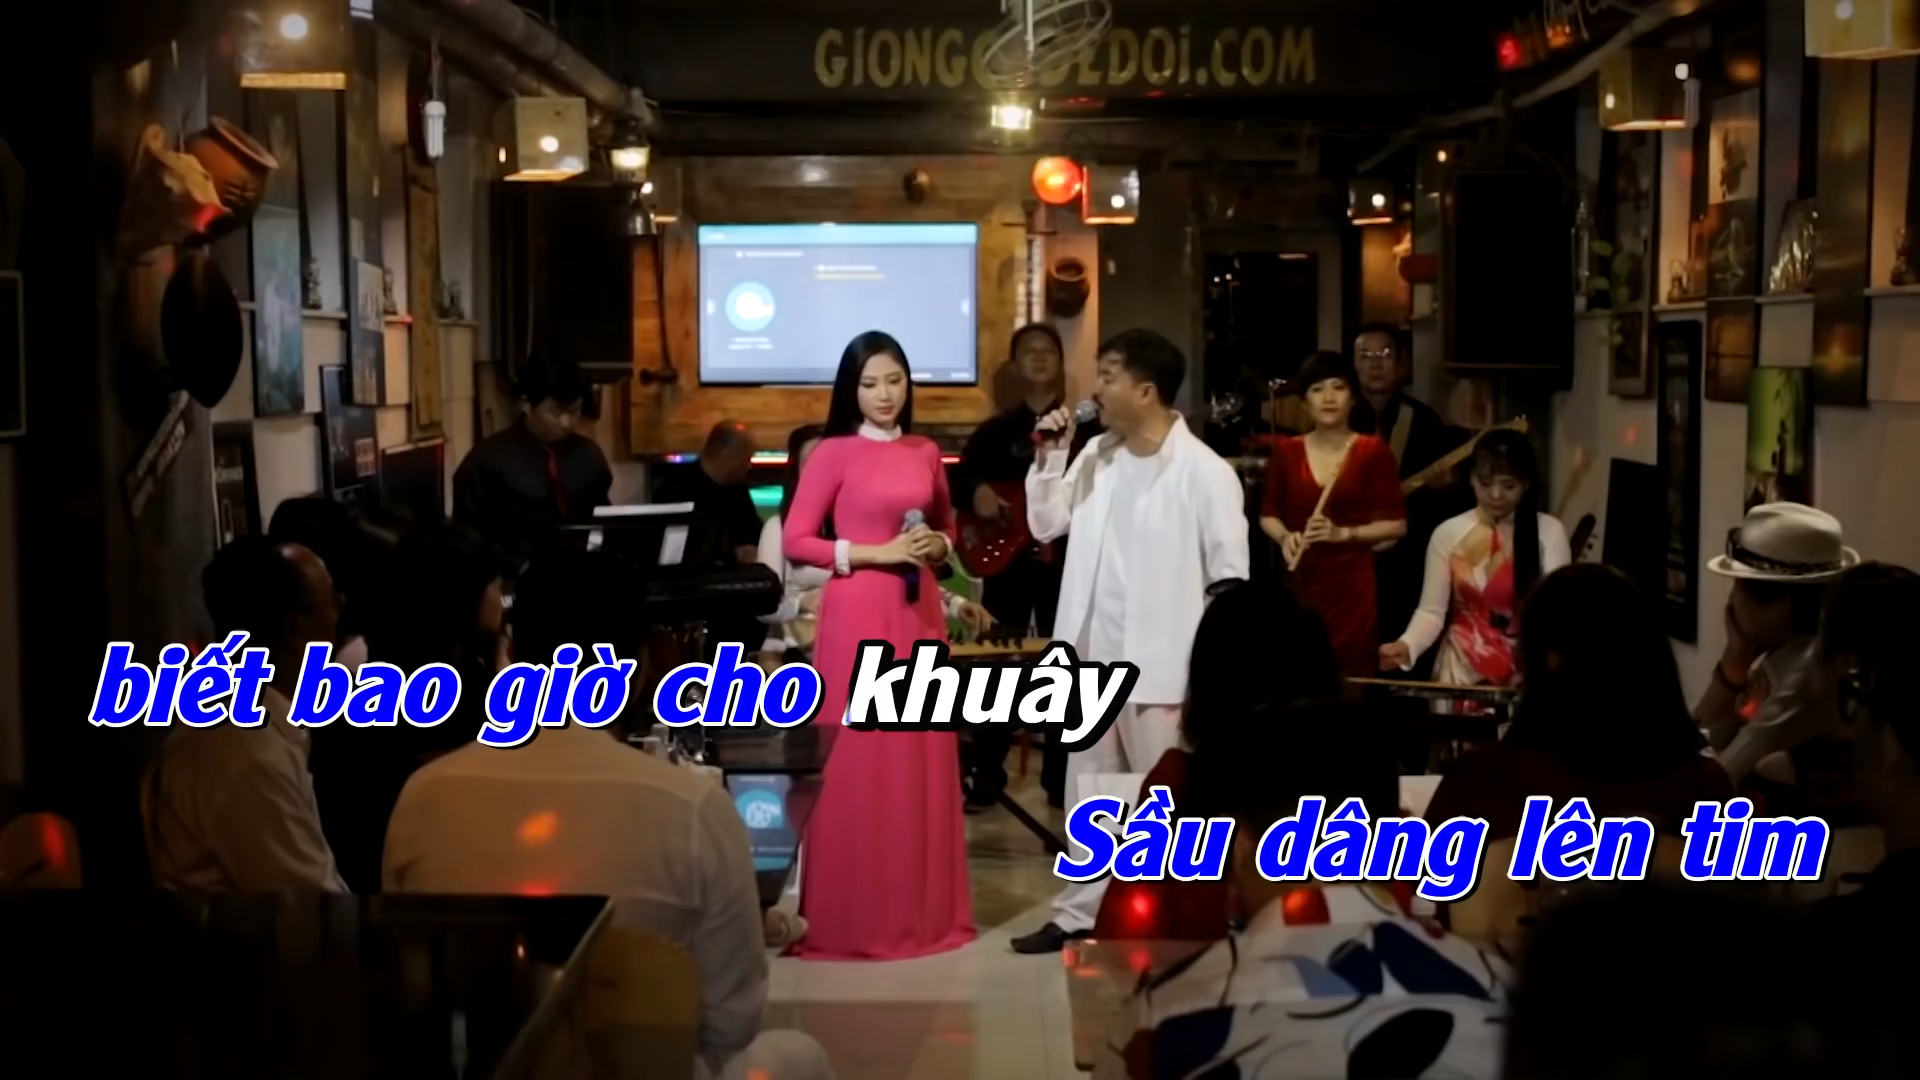 biết bao giờ cho khuây
Sầu dâng lên tim